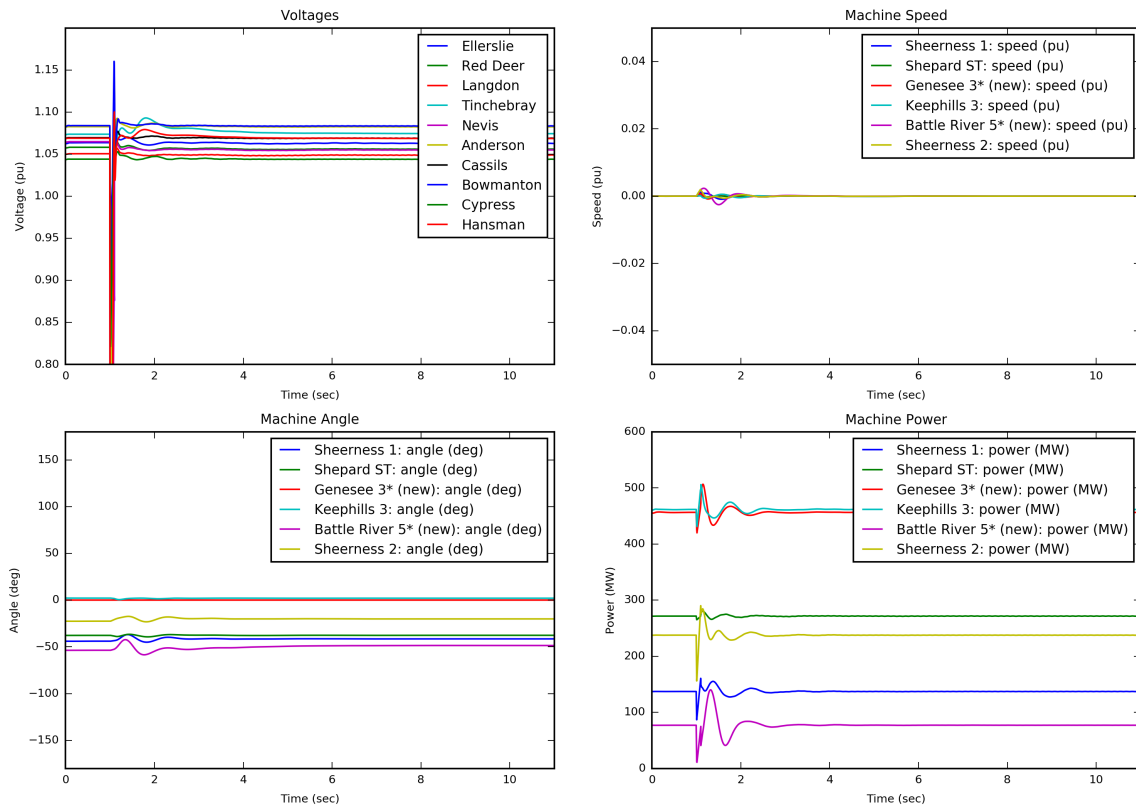 Voltages
1.15
1.10
1.05
1.00
0.95
0.90
0.85
0.80
Voltage (pu)
0 2 4 6 8 10
Time (sec)
Ellerslie
Red Deer
Langdon
Tinchebray
Nevis
Anderson
Cassils
Bowmanton
Cypress
Hansman
Machine Speed
0.04
0.02
0.00
−0.02
−0.04
Speed (pu)
0 2 4 6 8 10
Time (sec)
Sheerness 1: speed (pu)
Shepard ST: speed (pu)
Genesee 3* (new): speed (pu)
Keephills 3: speed (pu)
Battle River 5* (new): speed (pu)
Sheerness 2: speed (pu)
Machine Angle
150
100
50
0
−50
−100
−150
Angle (deg)
0 2 4 6 8 10
Time (sec)
Sheerness 1: angle (deg)
Shepard ST: angle (deg)
Genesee 3* (new): angle (deg)
Keephills 3: angle (deg)
Battle River 5* (new): angle (deg)
Sheerness 2: angle (deg)
Machine Power
600
500
400
300
200
100
0
Power (MW)
0 2 4 6 8 10
Time (sec)
Sheerness 1: power (MW)
Shepard ST: power (MW)
Genesee 3* (new): power (MW)
Keephills 3: power (MW)
Battle River 5* (new): power (MW)
Sheerness 2: power (MW)